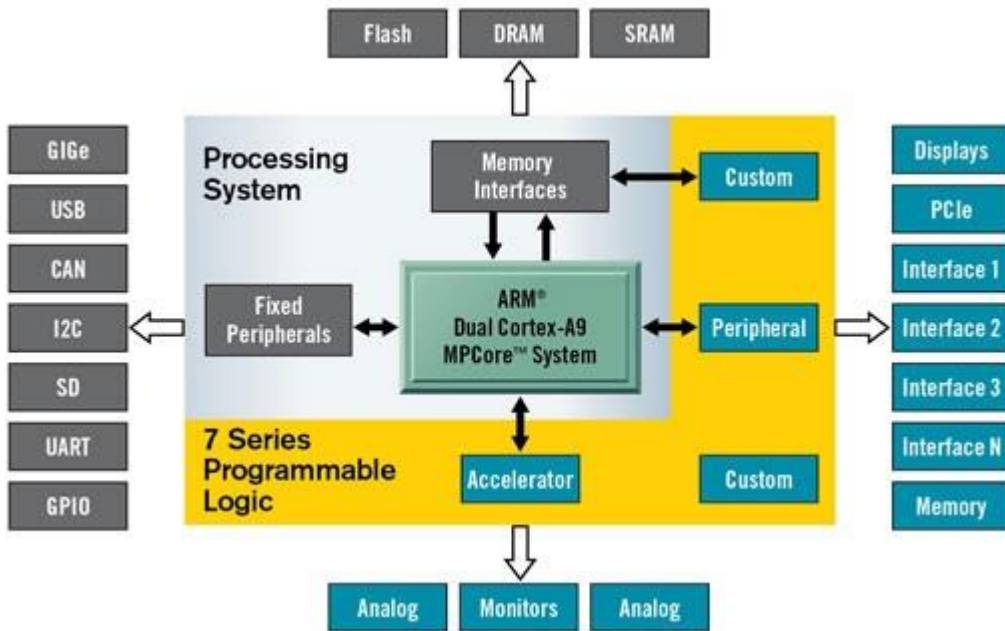 Flash
DRAM
SRAM
GIGe
USB
CAN
I2C
SD
UART
GPIO
Processing
System
Memory
Interfaces
Custom
Fixed
Peripherals
ARM®
Dual Cortex-A9
MPCore™ System
Peripheral
7 Series
Programmable
Logic
Accelerator
Custom
Displays
PCIe
Interface 1
Interface 2
Interface 3
Interface N
Memory
Analog
Monitors
Analog